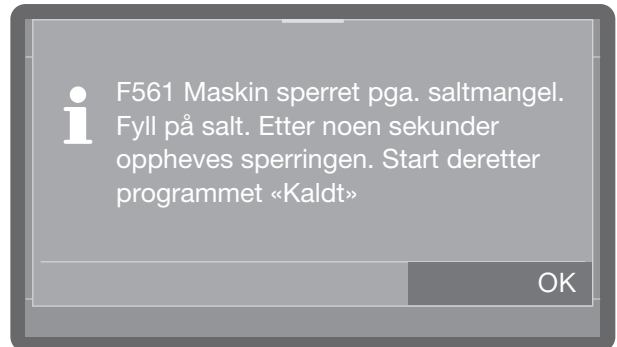 F561 Maskin sperret pga. saltmangel.
Fyll på salt. Etter noen sekunder
oppheves sperringen. Start deretter
programmet «Kaldt»
OK